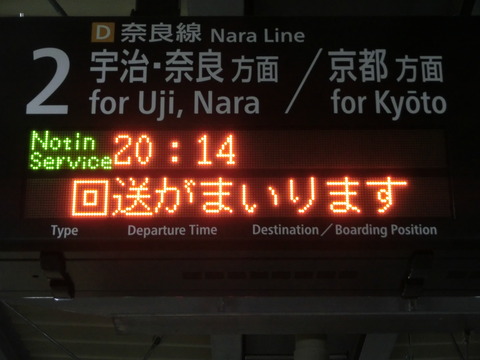 D 奈良線 Nara Line
2 宇治・奈良 方面 / 京都 方面
for Uji, Nara / for Kyōto
Not in Service 20:14
回送がまいります
Type Departure Time Destination / Boarding Position